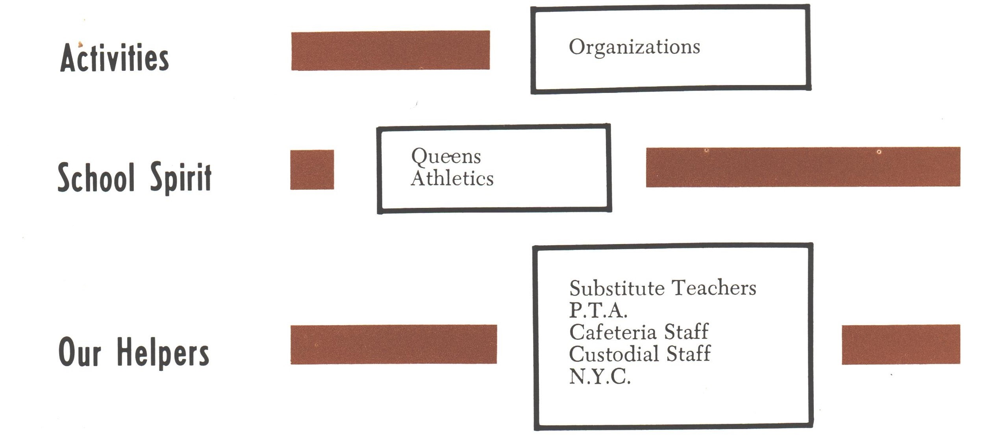 Activities
Organizations
School Spirit
Queens
Athletics
Our Helpers
Substitute Teachers
P.T.A.
Cafeteria Staff
Custodial Staff
N.Y.C.